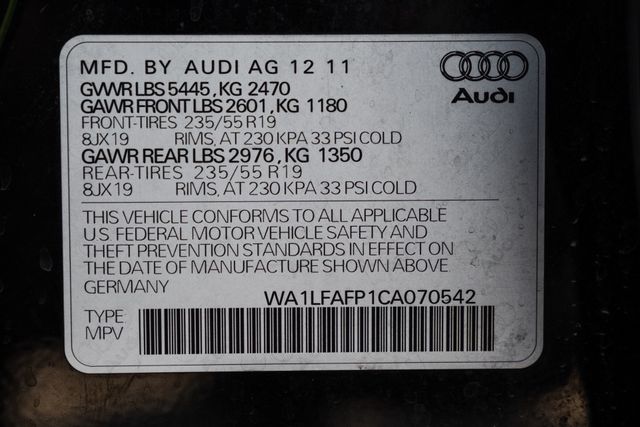 MFD. BY AUDI AG 12 11
GVWR LBS 5445, KG 2470
GAWR FRONT LBS 2601, KG 1180
FRONT-TIRES 235/55 R19
8JX19 RIMS, AT 230 KPA 33 PSI COLD
GAWR REAR LBS 2976, KG 1350
REAR-TIRES 235/55 R19
8JX19 RIMS, AT 230 KPA 33 PSI COLD
Audi
THIS VEHICLE CONFORMS TO ALL APPLICABLE
U.S. FEDERAL MOTOR VEHICLE SAFETY AND
THEFT PREVENTION STANDARDS IN EFFECT ON
THE DATE OF MANUFACTURE SHOWN ABOVE.
GERMANY
WA1LFAFP1CA070542
TYPE
MPV